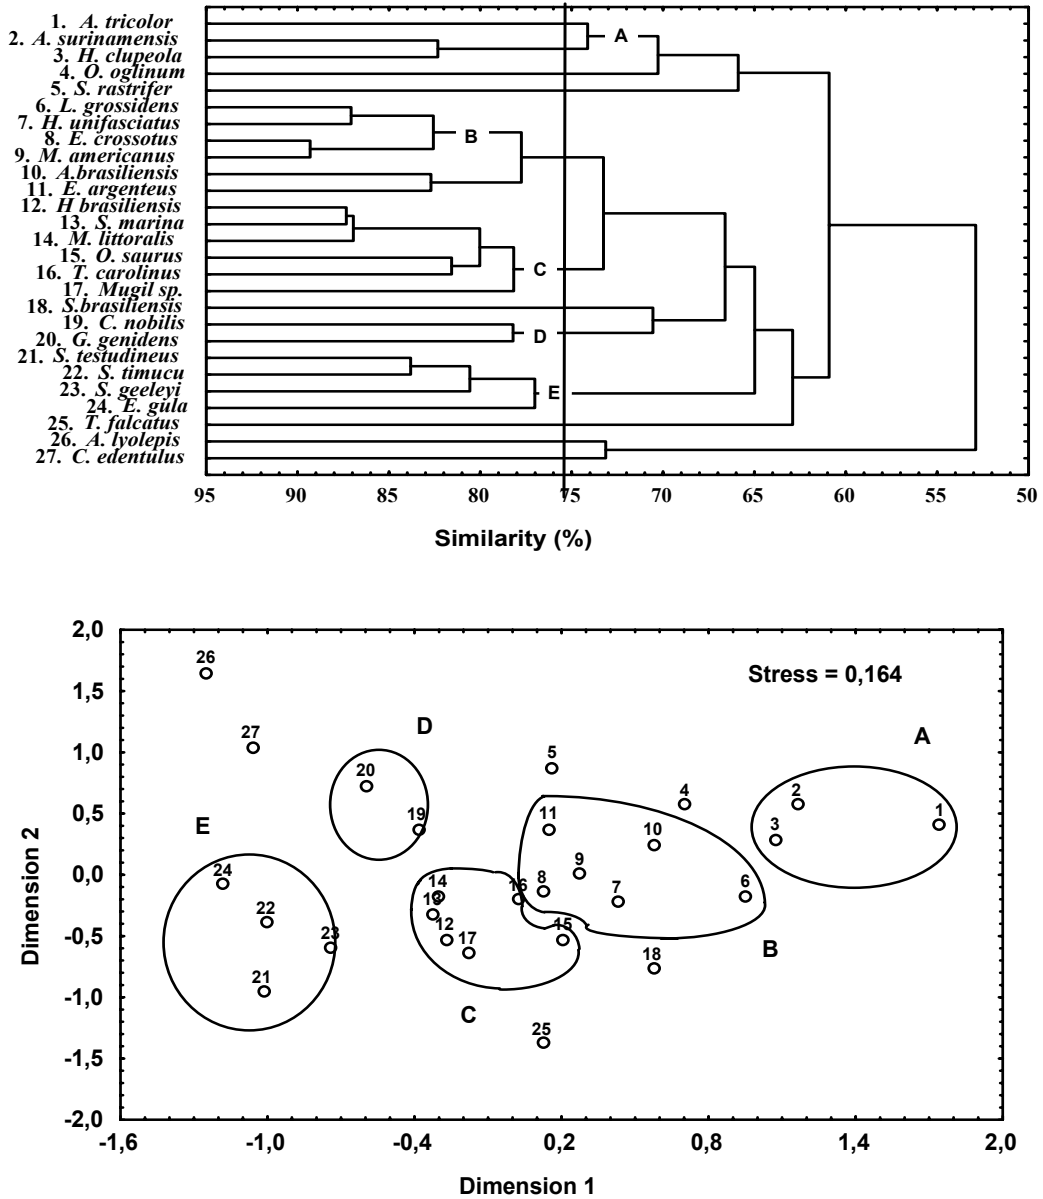 1. A. tricolor
A
2. A. surinamensis
3. H. clupeola
4. O. oglinum
5. S. rastrifer
6. L. grossidens
7. H. unifasciatus
B
8. E. crossotus
9. M. americanus
10. A.brasiliensis
11. E. argenteus
12. H brasiliensis
13. S. marina
14. M. littoralis
15. O. saurus
C
16. T. carolinus
17. Mugil sp.
18. S.brasiliensis
19. C. nobilis
D
20. G. genidens
21. S. testudineus
22. S. timucu
23. S. geeleyi
E
24. E. gula
25. T. falcatus
26. A. lyolepis
27. C. edentulus
95 90 85 80 75 70 65 60 55 50
Similarity (%)
2,0
26
Stress = 0,164
1,5
27 D A
1,0
5
20 4 2
0,5
19 11 10 3 1
E
0,0
24 14 16 8 9 7 6
22 13
-0,5
23 12 17 15 18 B
21
-1,0
C
25
-1,5
-2,0
-1,6 -1,0 -0,4 0,2 0,8 1,4 2,0
Dimension 2
Dimension 1